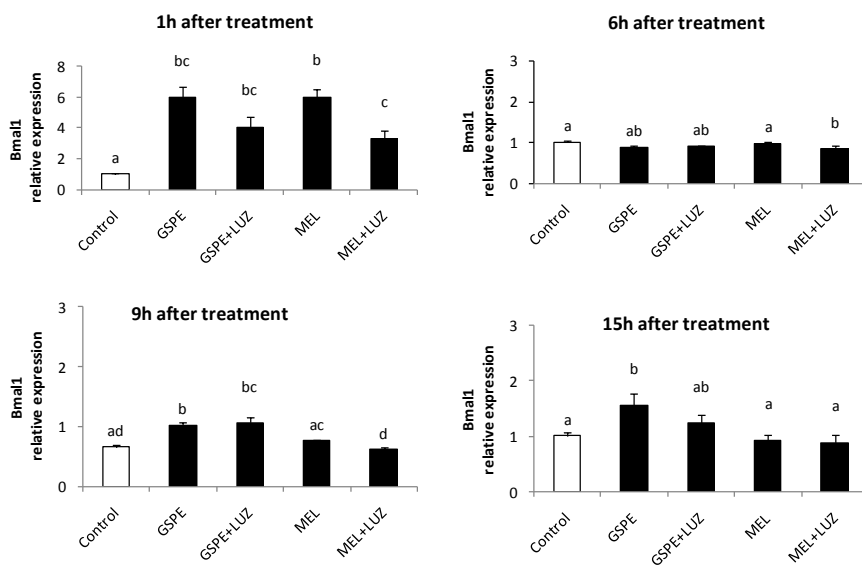 1h after treatment
Bmal1
relative expression
8
6
4
2
0
a
bc
bc
b
c
Control
GSPE
GSPE+LUZ
MEL
MEL+LUZ
6h after treatment
Bmal1
relative expression
3
2
1
0
a
ab
ab
a
b
Control
GSPE
GSPE+LUZ
MEL
MEL+LUZ
9h after treatment
Bmal1
relative expression
3
2
1
0
ad
b
bc
ac
d
Control
GSPE
GSPE+LUZ
MEL
MEL+LUZ
15h after treatment
Bmal1
relative expression
3
2
1
0
a
b
ab
a
a
Control
GSPE
GSPE+LUZ
MEL
MEL+LUZ